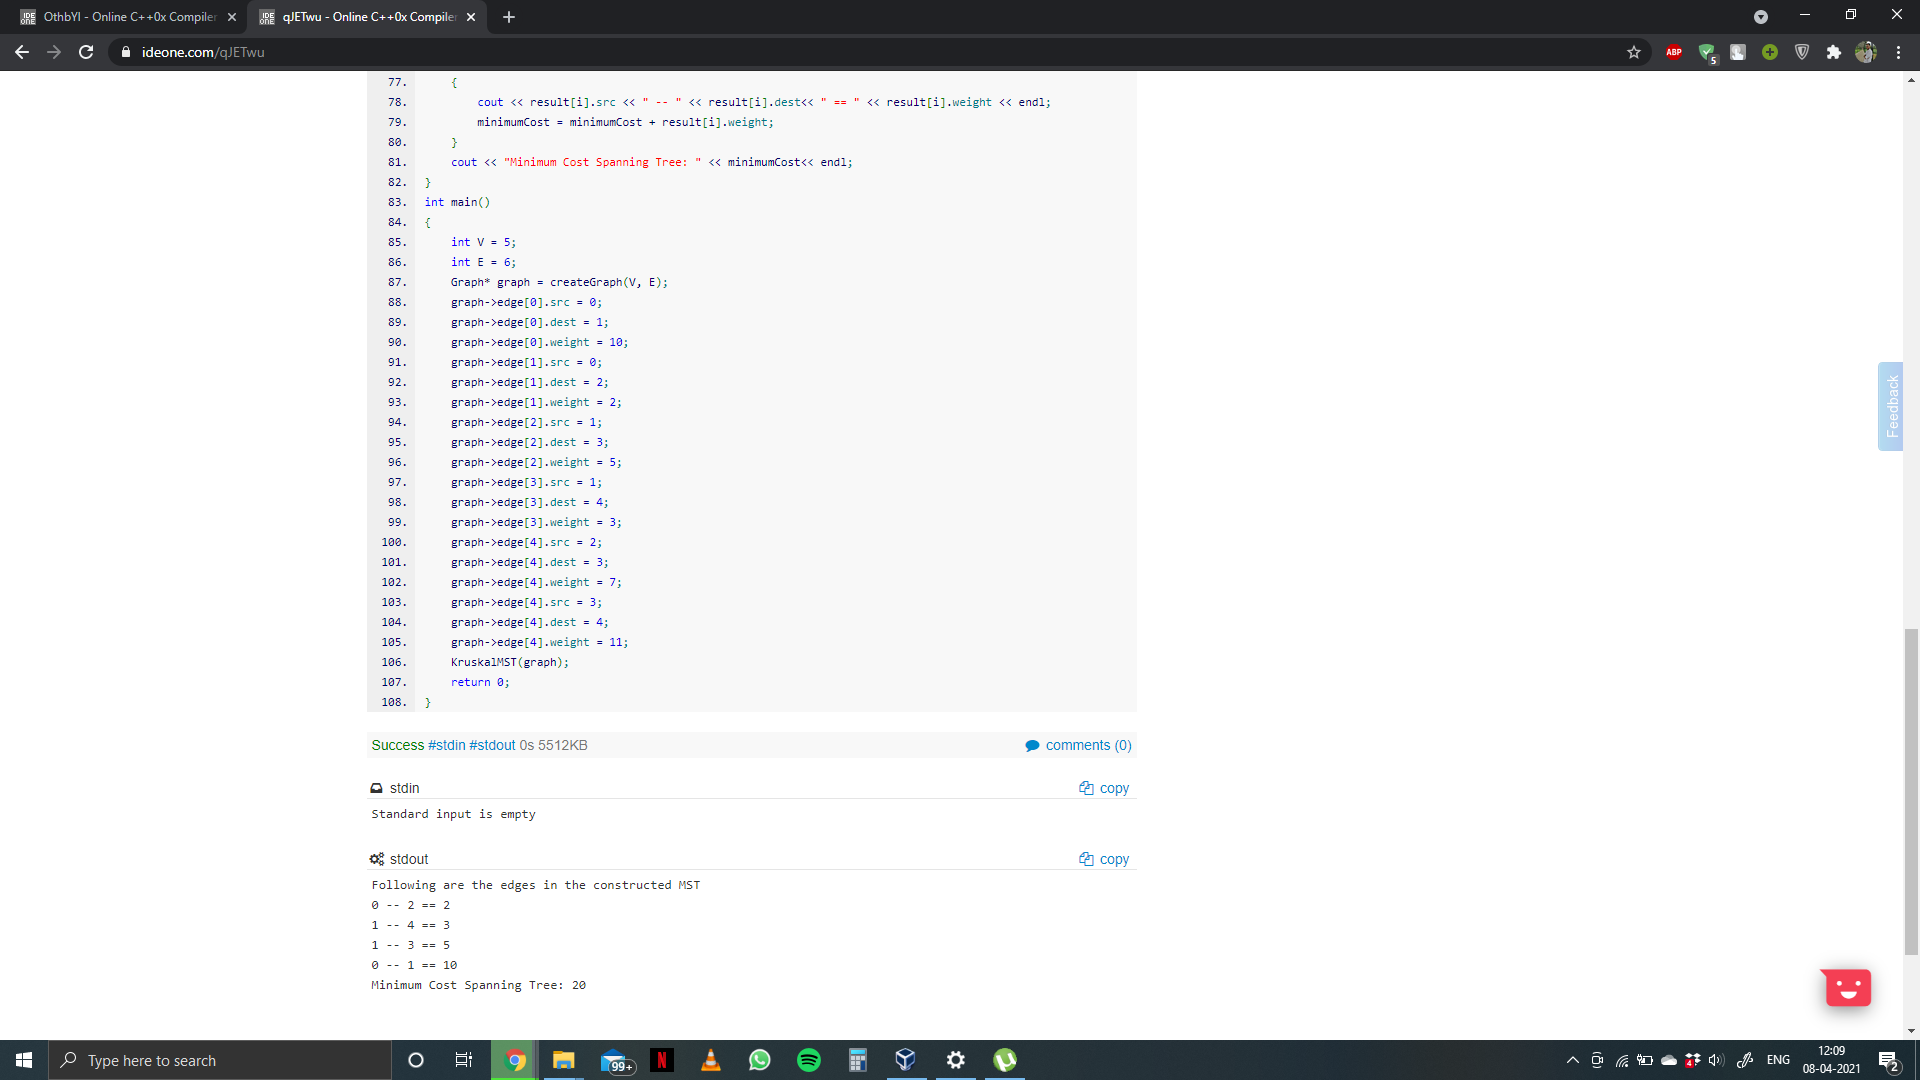 OthbYI - Online C++0x Compiler
qJETwu - Online C++0x Compiler
ideone.com/qJETwu
ABP
5
77. {
78. cout << result[i].src << " -- " << result[i].dest<< " == " << result[i].weight << endl;
79. minimumCost = minimumCost + result[i].weight;
80. }
81. cout << "Minimum Cost Spanning Tree: " << minimumCost<< endl;
82. }
83. int main()
84. {
85. int V = 5;
86. int E = 6;
87. Graph* graph = createGraph(V, E);
88. graph->edge[0].src = 0;
89. graph->edge[0].dest = 1;
90. graph->edge[0].weight = 10;
91. graph->edge[1].src = 0;
92. graph->edge[1].dest = 2;
93. graph->edge[1].weight = 2;
94. graph->edge[2].src = 1;
95. graph->edge[2].dest = 3;
96. graph->edge[2].weight = 5;
97. graph->edge[3].src = 1;
98. graph->edge[3].dest = 4;
99. graph->edge[3].weight = 3;
100. graph->edge[4].src = 2;
101. graph->edge[4].dest = 3;
102. graph->edge[4].weight = 7;
103. graph->edge[4].src = 3;
104. graph->edge[4].dest = 4;
105. graph->edge[4].weight = 11;
106. KruskalMST(graph);
107. return 0;
108. }
Feedback
Success #stdin #stdout 0s 5512KB
comments (0)
stdin
copy
Standard input is empty
stdout
copy
Following are the edges in the constructed MST
0 -- 2 == 2
1 -- 4 == 3
1 -- 3 == 5
0 -- 1 == 10
Minimum Cost Spanning Tree: 20
Type here to search
99+
N
4
ENG
12:09
08-04-2021
2